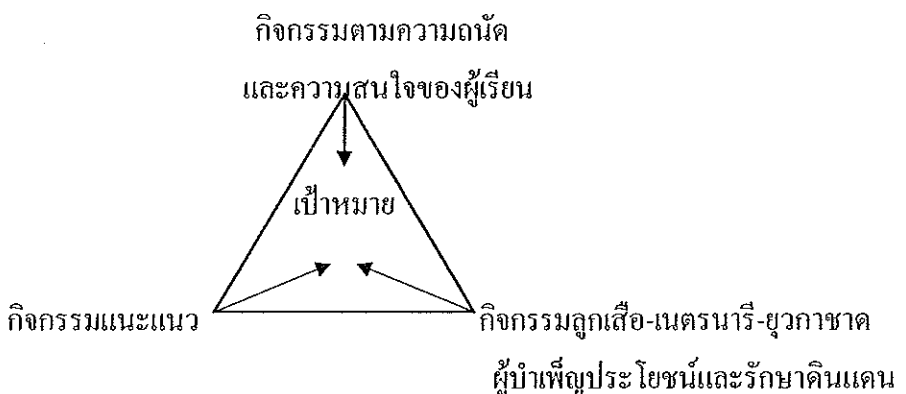 กิจกรรมตามความถนัด
และความสนใจของผู้เรียน
เป้าหมาย
กิจกรรมแนะแนว
กิจกรรมลูกเสือ-เนตรนารี-ยุวกาชาด
ผู้บำเพ็ญประโยชน์และรักษาดินแดน